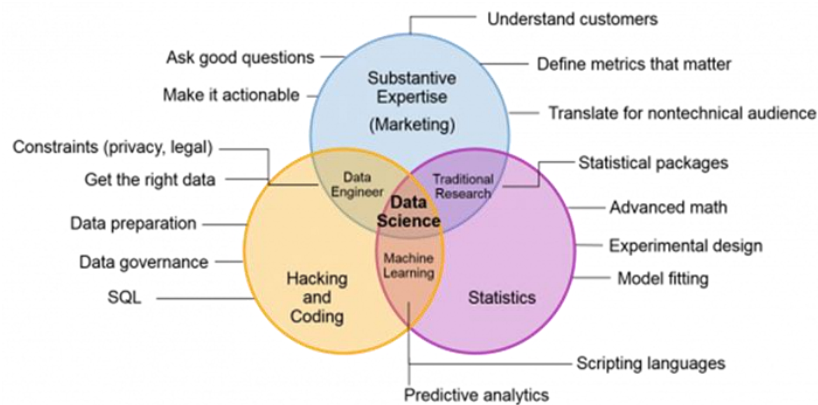 Understand customers
Ask good questions
Define metrics that matter
Substantive
Expertise
(Marketing)
Make it actionable
Translate for nontechnical audience
Constraints (privacy, legal)
Statistical packages
Get the right data
Data
Engineer
Traditional
Research
Data
Science
Advanced math
Data preparation
Experimental design
Data governance
Machine
Learning
Model fitting
Hacking
and
Coding
SQL
Statistics
Scripting languages
Predictive analytics